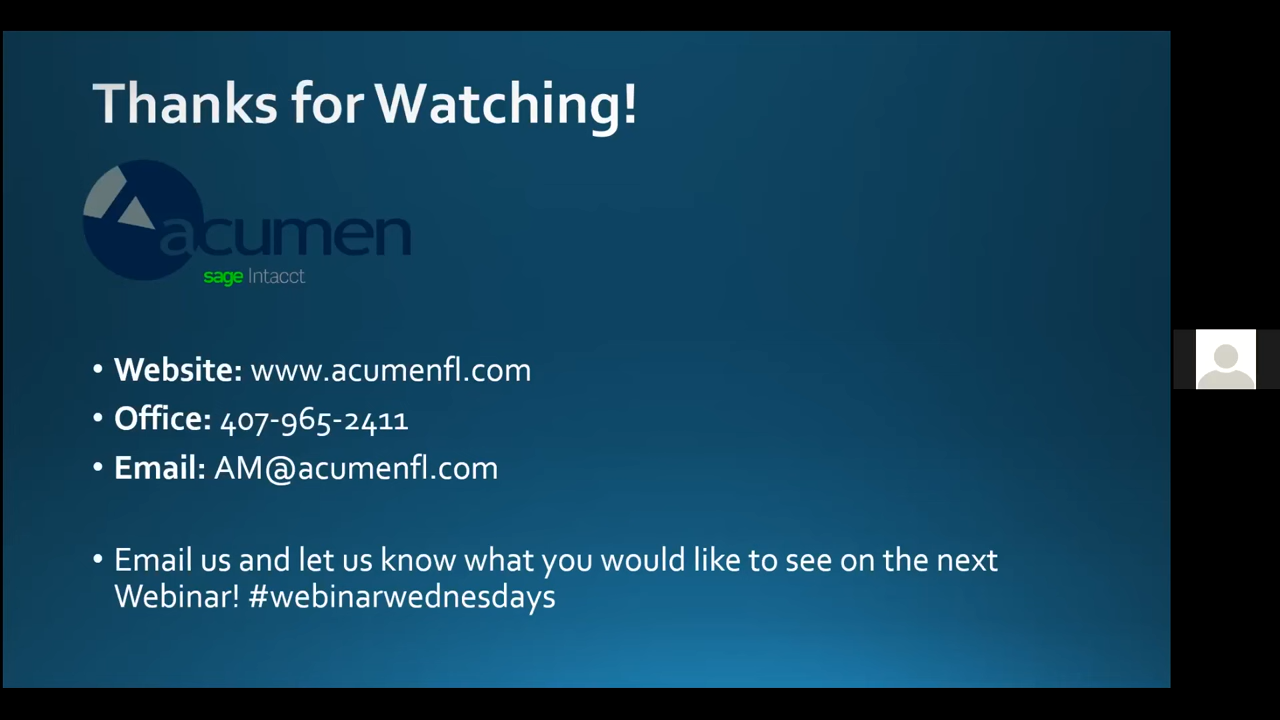 Thanks for Watching!
acumen
sage Intacct
• Website: www.acumenfl.com
• Office: 407-965-2411
• Email: AM@acumenfl.com
• Email us and let us know what you would like to see on the next
Webinar! #webinarwednesdays